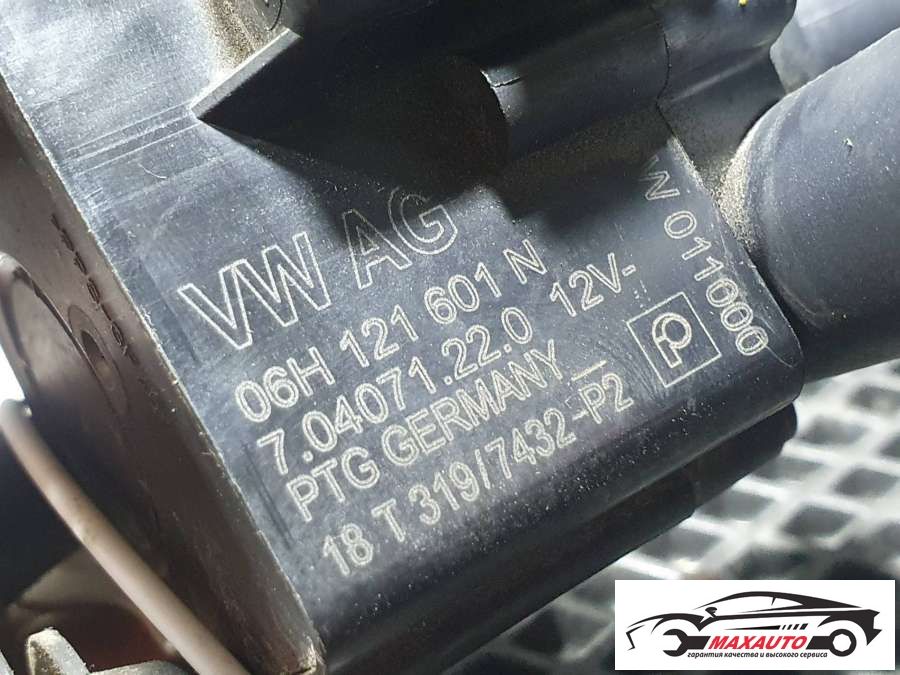 VW AG
06H 121 601 N
7.04071.22.0 12V-
PTG GERMANY
18 T 319/7432-P2
W 011000
MAXAUTO
гарантия качества и высокого сервиса